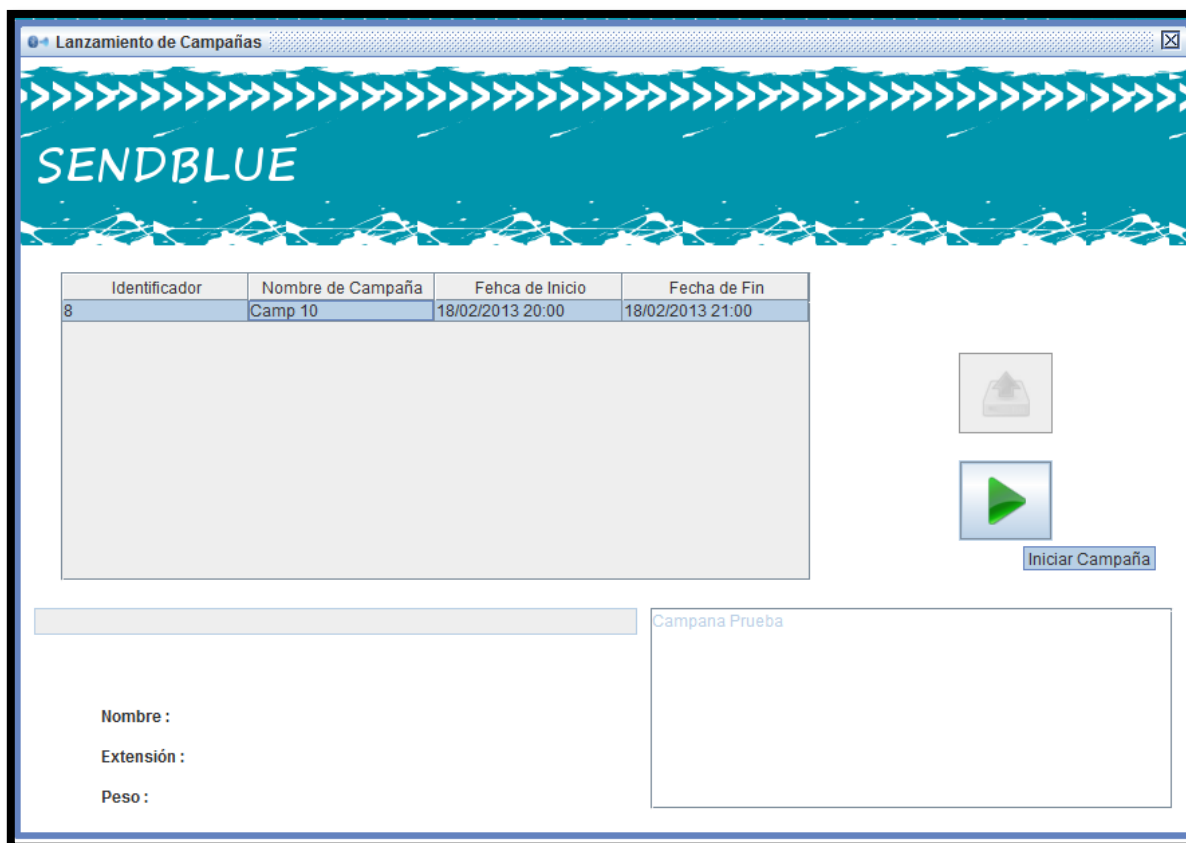 Lanzamiento de Campañas
SENDBLUE
Identificador Nombre de Campaña Fehca de Inicio Fecha de Fin
8 Camp 10 18/02/2013 20:00 18/02/2013 21:00
Iniciar Campaña
Campana Prueba
Nombre :
Extensión :
Peso :